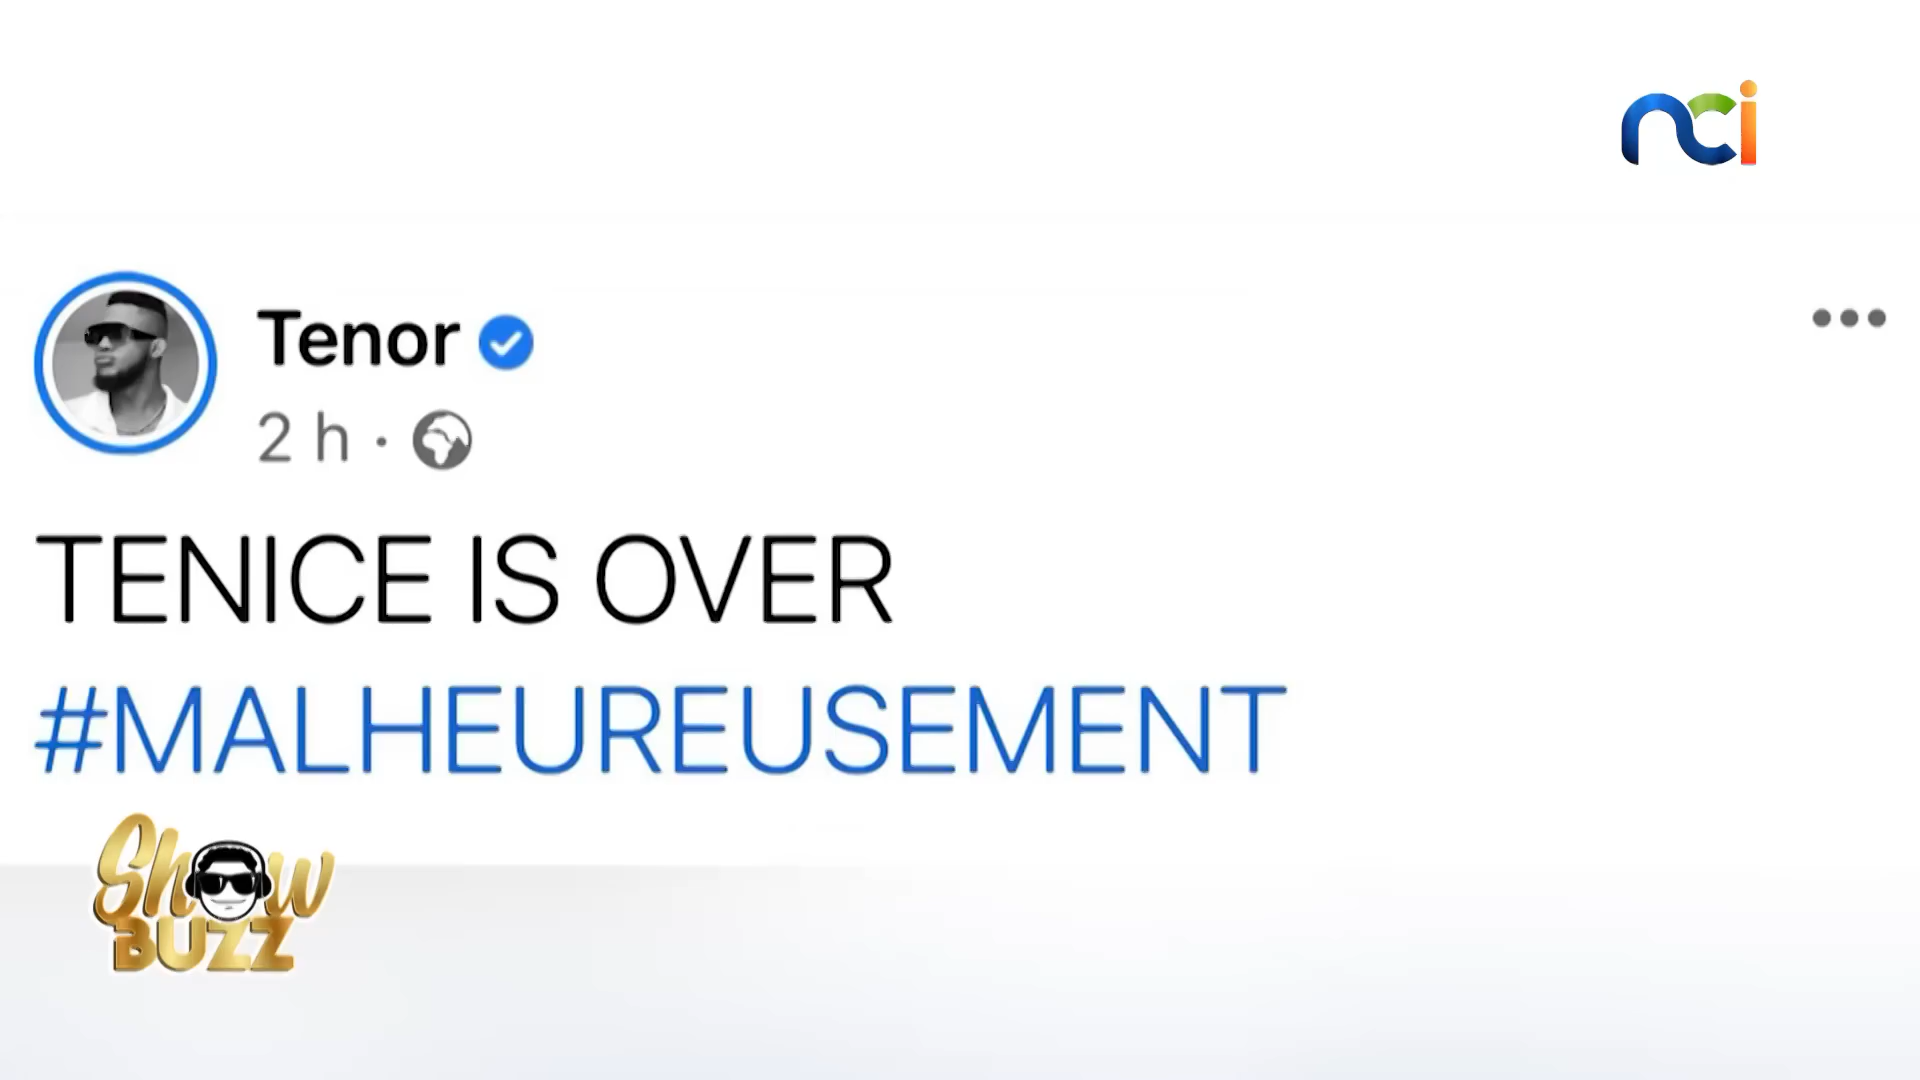 nci
Tenor
2 h ·
TENICE IS OVER
#MALHEUREUSEMENT
Show
BUZZ